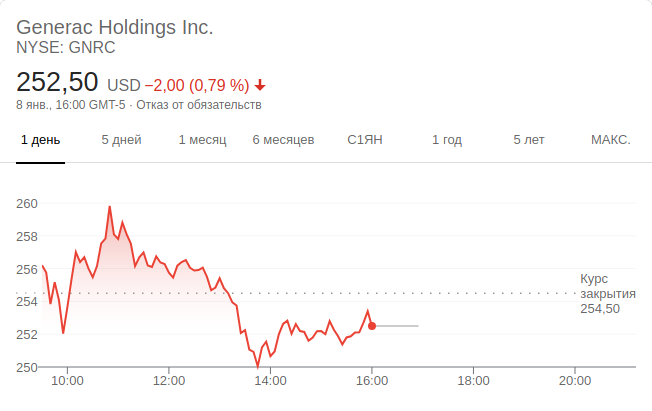 Generac Holdings Inc.
NYSE: GNRC
252,50 USD −2,00 (0,79 %)
8 янв., 16:00 GMT-5 · Отказ от обязательств
1 день 5 дней 1 месяц 6 месяцев С1ЯН 1 год 5 лет МАКС.
260
258
256
254
252
250
Курс
закрытия
254,50
10:00 12:00 14:00 16:00 18:00 20:00